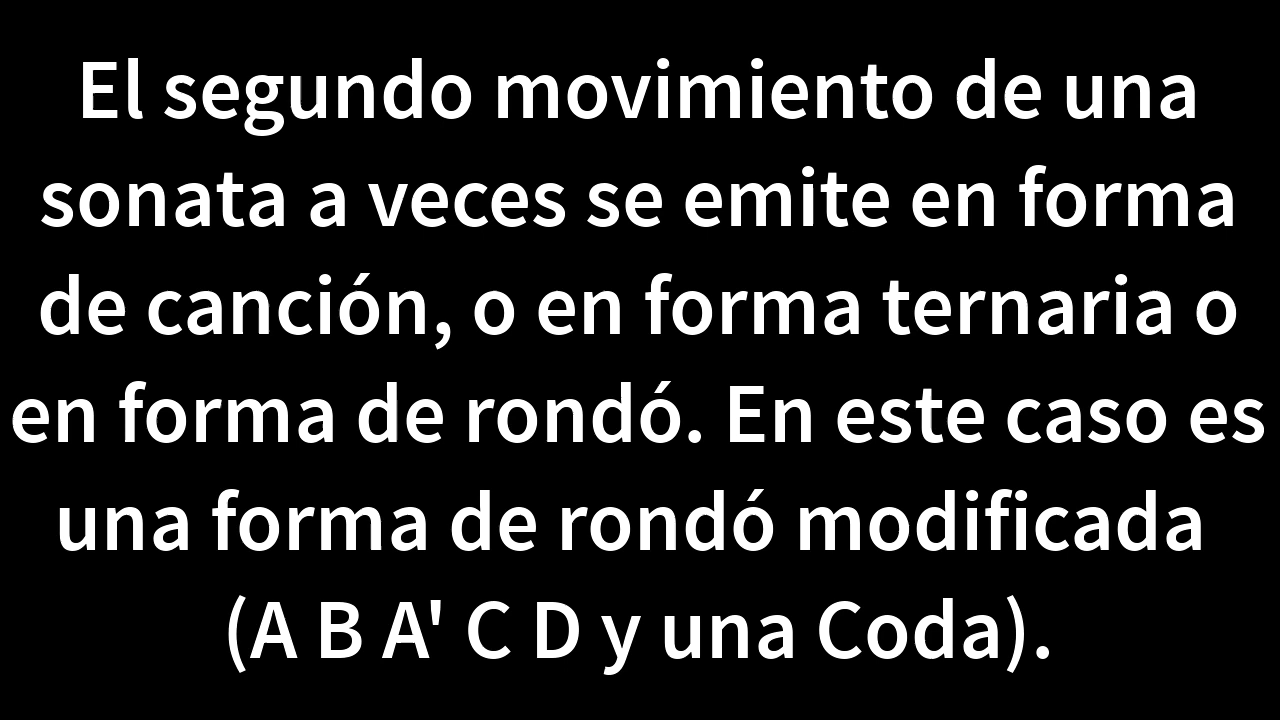 El segundo movimiento de una
sonata a veces se emite en forma
de canción, o en forma ternaria o
en forma de rondó. En este caso es
una forma de rondó modificada
(A B A' C D y una Coda).